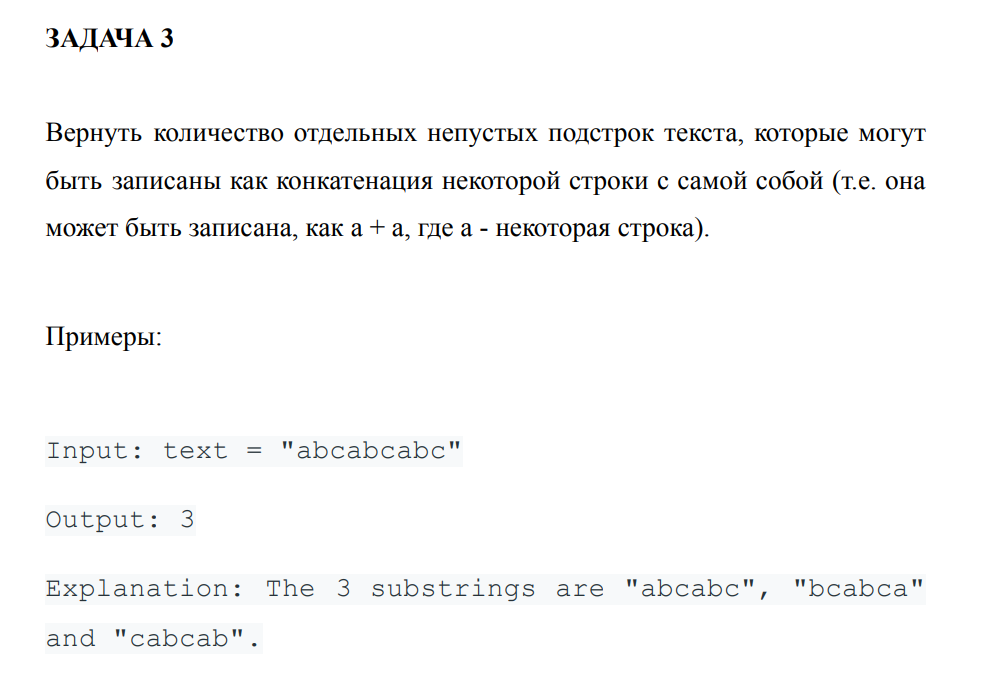 ЗАДАЧА 3
Вернуть количество отдельных непустых подстрок текста, которые могут
быть записаны как конкатенация некоторой строки с самой собой (т.е. она
может быть записана, как a + a, где a - некоторая строка).
Примеры:
Input: text = "abcabcabc"
Output: 3
Explanation: The 3 substrings are "abcabc", "bcabca"
and "cabcab".